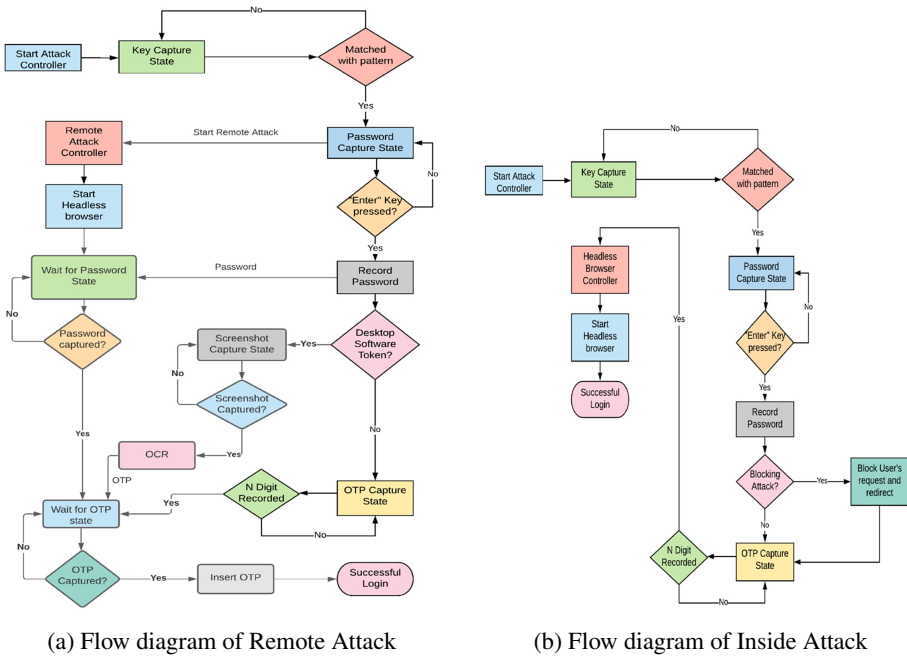 No
Start Attack
Controller
Key Capture
State
Matched
with pattern
Yes
Remote
Attack
Controller
Start Remote Attack
Password
Capture State
No
Start
Headless
browser
"Enter" Key
pressed?
Yes
Wait for Password
State
Password
Record
Password
No
Password
captured?
Screenshot
Capture State
Yes
Desktop
Software
Token?
No
Screenshot
Captured?
No
Yes
OCR
Yes
OTP
Wait for OTP
state
Yes
N Digit
Recorded
OTP Capture
State
No
No
OTP
Captured?
Yes
Insert OTP
Successful
Login
(a) Flow diagram of Remote Attack
No
Start Attack
Controller
Key Capture
State
Matched
with pattern
Yes
Headless
Browser
Controller
Password
Capture State
No
Yes
Start
Headless
browser
"Enter" Key
pressed?
Yes
Successful
Login
Record
Password
Blocking
Attack?
Yes
Block User's
request and
redirect
No
N Digit
Recorded
OTP Capture
State
No
(b) Flow diagram of Inside Attack